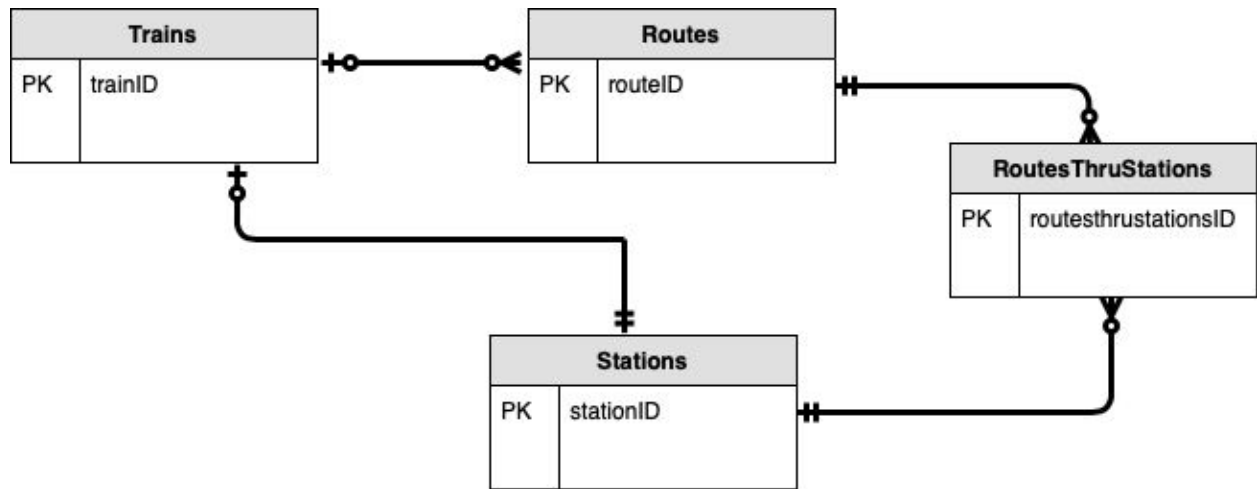 Trains
PK trainID
Routes
PK routeID
RoutesThruStations
PK routesthrustationsID
Stations
PK stationID